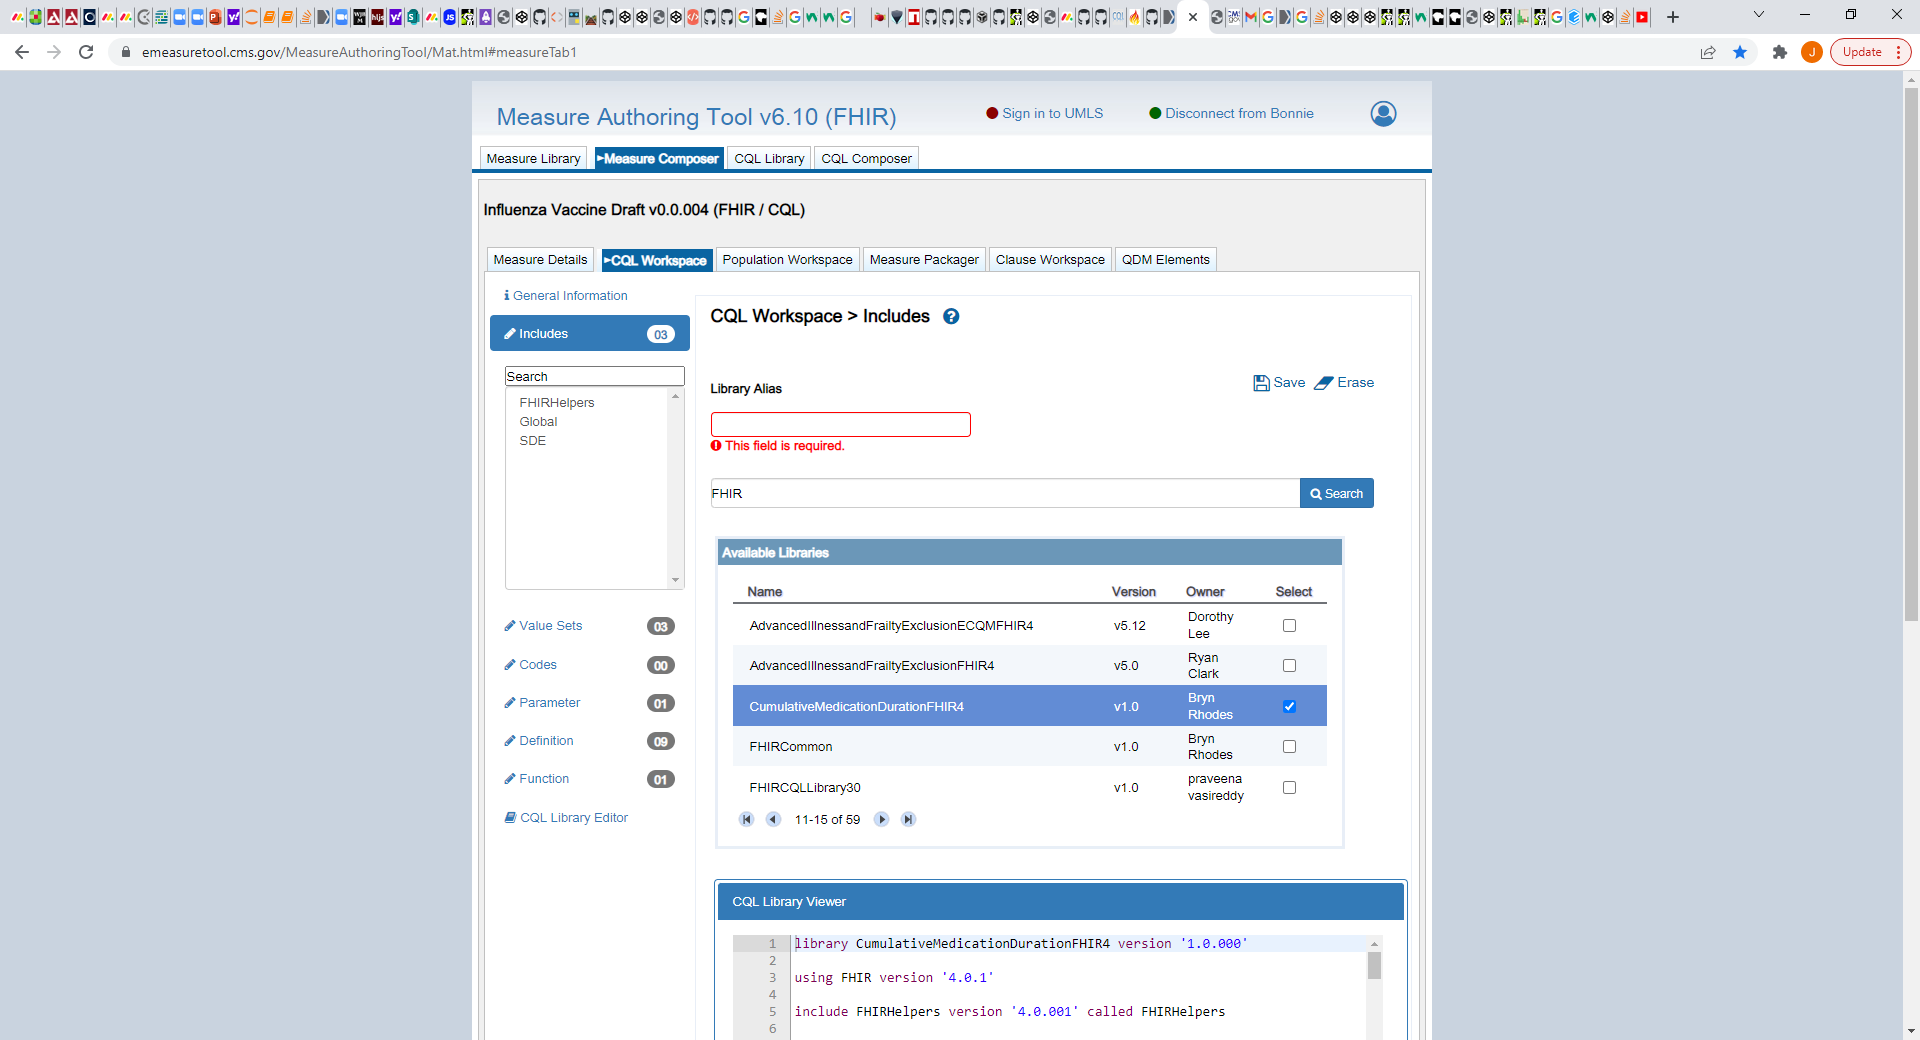 emeasuretool.cms.gov/MeasureAuthoringTool/Mat.html#measureTab1
J
Update
Measure Authoring Tool v6.10 (FHIR)
Sign in to UMLS
Disconnect from Bonnie
Measure Library
Measure Composer
CQL Library
CQL Composer
Influenza Vaccine Draft v0.0.004 (FHIR / CQL)
Measure Details
CQL Workspace
Population Workspace
Measure Packager
Clause Workspace
QDM Elements
General Information
Includes 03
Search
FHIRHelpers
Global
SDE
Value Sets 03
Codes 00
Parameter 01
Definition 09
Function 01
CQL Library Editor
CQL Workspace > Includes
Save Erase
Library Alias
This field is required.
FHIR
Search
Available Libraries
Name Version Owner Select
AdvancedIllnessandFrailtyExclusionECQMFHIR4 v5.12 Dorothy Lee
AdvancedIllnessandFrailtyExclusionFHIR4 v5.0 Ryan Clark
CumulativeMedicationDurationFHIR4 v1.0 Bryn Rhodes
FHIRCommon v1.0 Bryn Rhodes
FHIRCQLLibrary30 v1.0 praveena vasireddy
11-15 of 59
CQL Library Viewer
1 library CumulativeMedicationDurationFHIR4 version '1.0.000'
2
3 using FHIR version '4.0.1'
4
5 include FHIRHelpers version '4.0.001' called FHIRHelpers
6